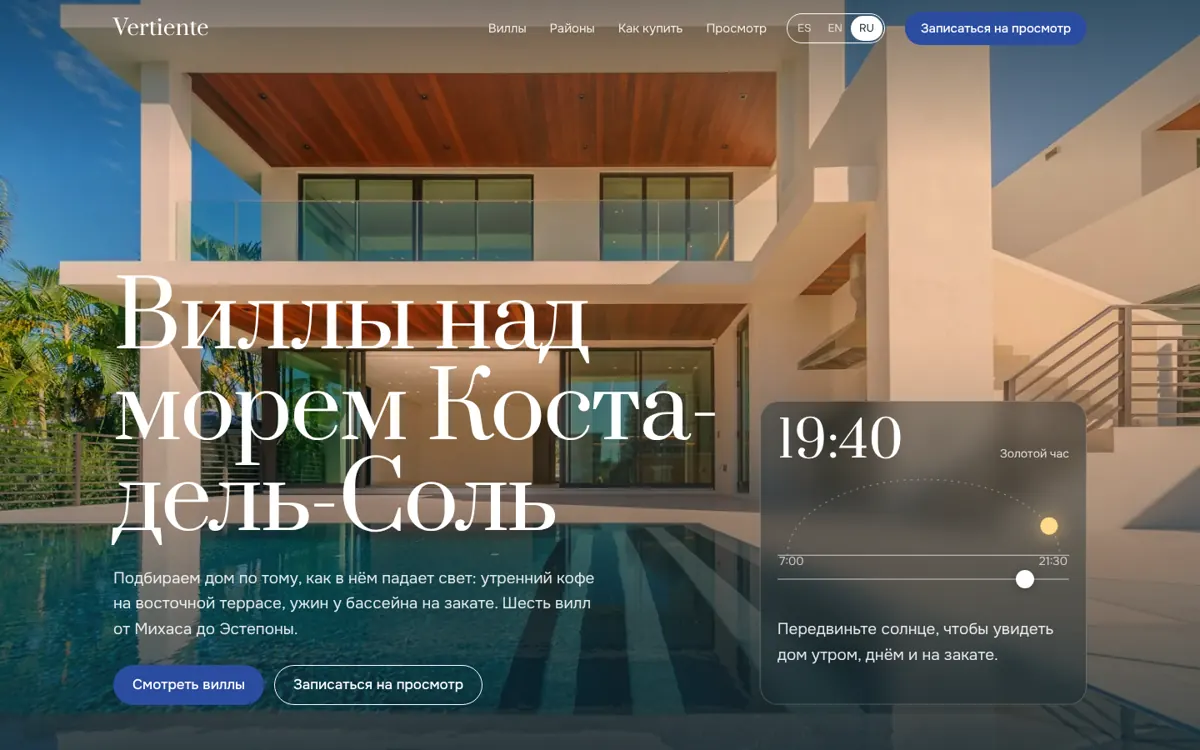 Vertiente
Виллы
Районы
Как купить
Просмотр
ES EN RU
Записаться на просмотр
Виллы над
морем Коста-
дель-Соль
Подбираем дом по тому, как в нём падает свет: утренний кофе
на восточной террасе, ужин у бассейна на закате. Шесть вилл
от Михаса до Эстепоны.
Смотреть виллы
Записаться на просмотр
19:40
Золотой час
7:00
21:30
Передвиньте солнце, чтобы увидеть
дом утром, днём и на закате.